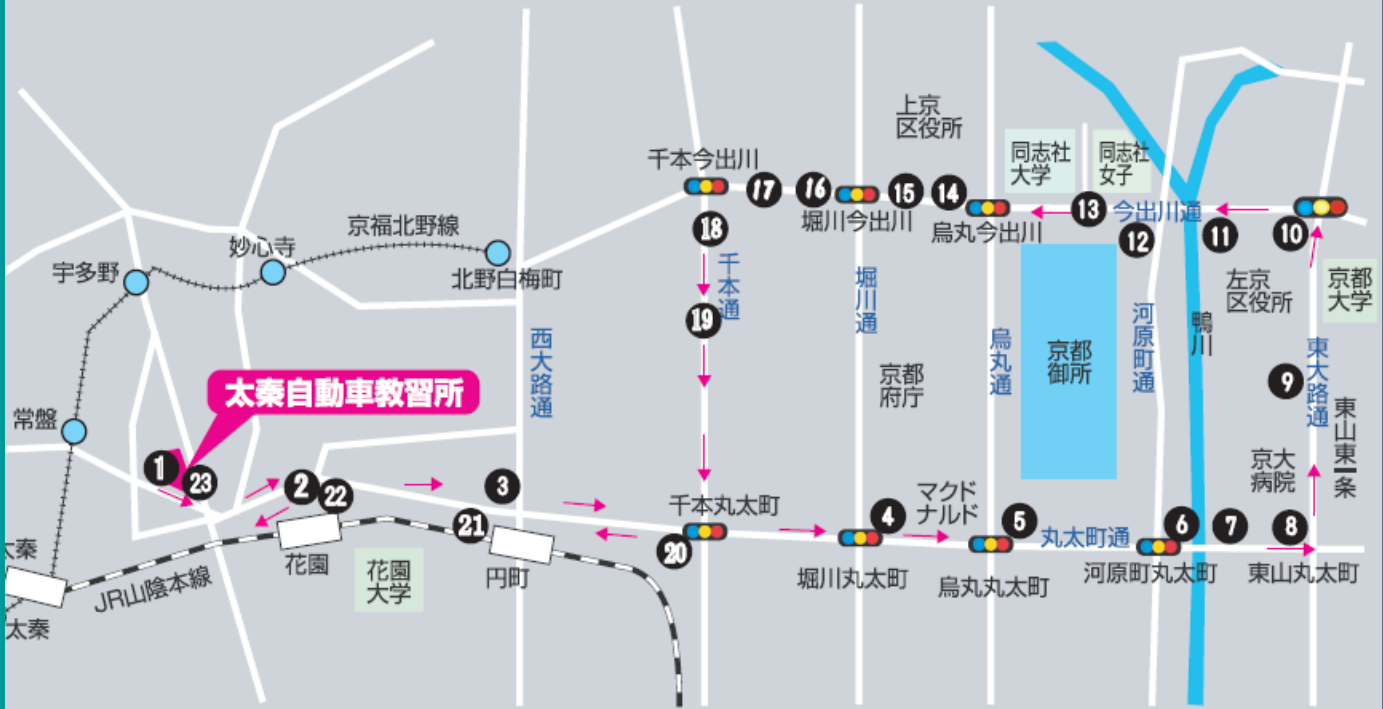 上京
区役所
千本今出川
同志社
大学
同志社
女子
17
16
15
14
13
今出川通
堀川今出川
烏丸今出川
12
11
10
18
京福北野線
妙心寺
宇多野
北野白梅町
千本通
19
堀川通
左京
区役所
京都
大学
鴨川
河原町通
烏丸通
京都
御所
西大路通
京都
府庁
東大路通
9
太秦自動車教習所
常盤
東山東一条
京大
病院
1
23
2
22
3
マクド
ナルド
千本丸太町
4
5
丸太町通
6
7
8
21
20
花園
円町
堀川丸太町
烏丸丸太町
河原町丸太町
東山丸太町
花園
大学
JR山陰本線
太秦
太秦